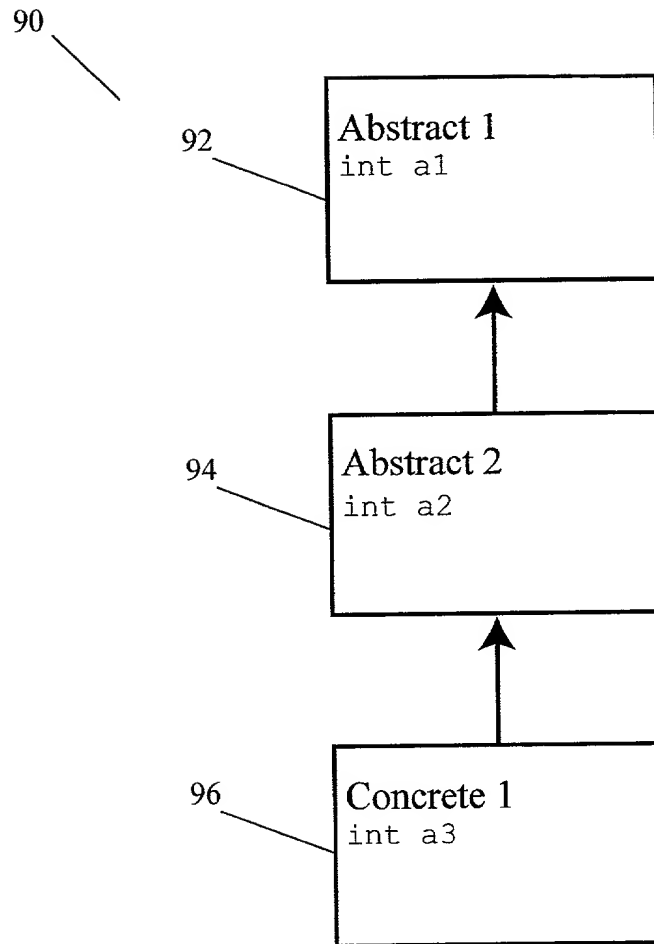 90
92
Abstract 1
int a1
94
Abstract 2
int a2
96
Concrete 1
int a3